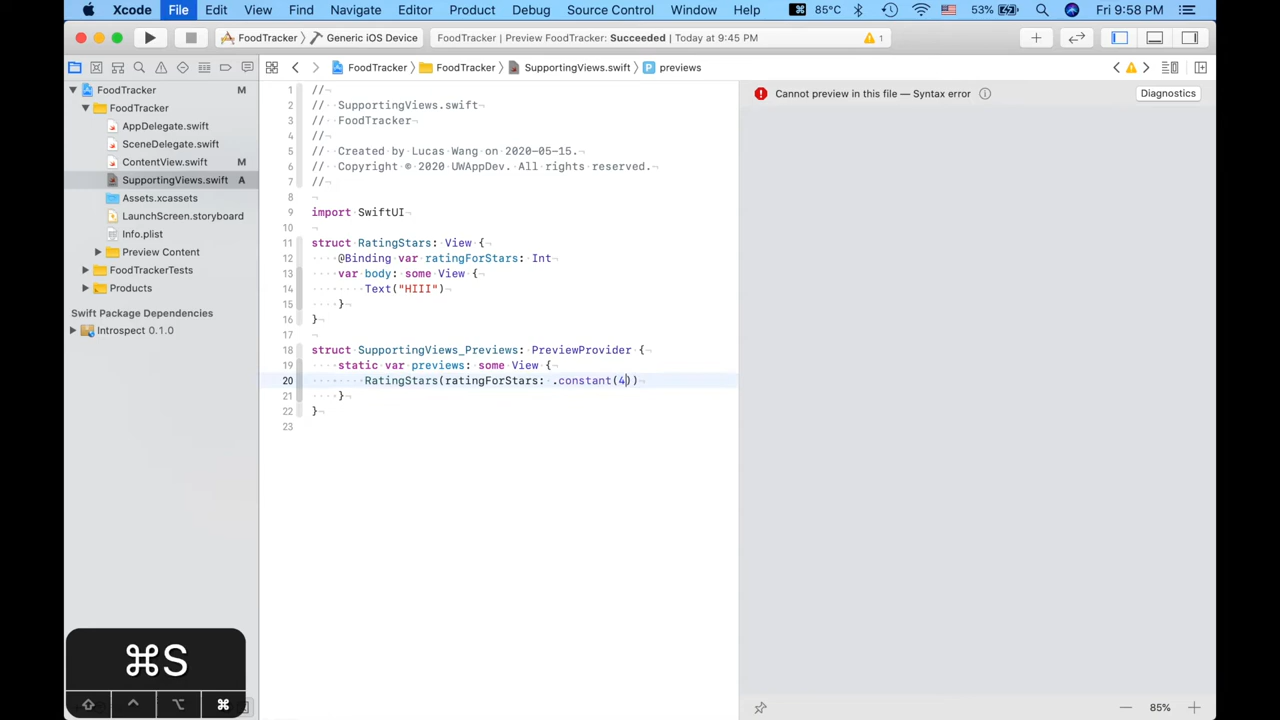 Xcode File Edit View Find Navigate Editor Product Debug Source Control Window Help 85°C 53% Fri 9:58 PM
FoodTracker Generic iOS Device FoodTracker | Preview FoodTracker: Succeeded | Today at 9:45 PM 1
FoodTracker FoodTracker SupportingViews.swift P previews
FoodTracker M
FoodTracker
AppDelegate.swift
SceneDelegate.swift
ContentView.swift M
SupportingViews.swift A
Assets.xcassets
LaunchScreen.storyboard
Info.plist
Preview Content
FoodTrackerTests
Products
Swift Package Dependencies
Introspect 0.1.0
1 //
2 // SupportingViews.swift
3 // FoodTracker
4 //
5 // Created by Lucas Wang on 2020-05-15.
6 // Copyright © 2020 UWAppDev. All rights reserved.
7 //
8
9 import SwiftUI
10
11 struct RatingStars: View {
12 @Binding var ratingForStars: Int
13 var body: some View {
14 Text("HIII")
15 }
16 }
17
18 struct SupportingViews_Previews: PreviewProvider {
19 static var previews: some View {
20 RatingStars(ratingForStars: .constant(4))
21 }
22 }
23
Cannot preview in this file — Syntax error Diagnostics
⌘S
⇧ ^ ⌥ ⌘
85%